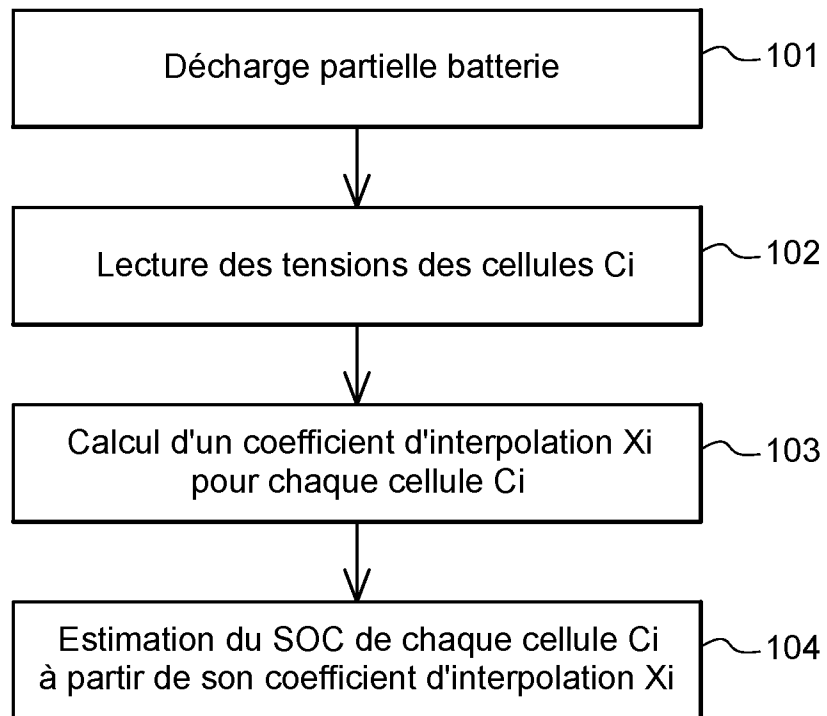 Décharge partielle batterie
101
Lecture des tensions des cellules Ci
102
Calcul d'un coefficient d'interpolation Xi
pour chaque cellule Ci
103
Estimation du SOC de chaque cellule Ci
à partir de son coefficient d'interpolation Xi
104